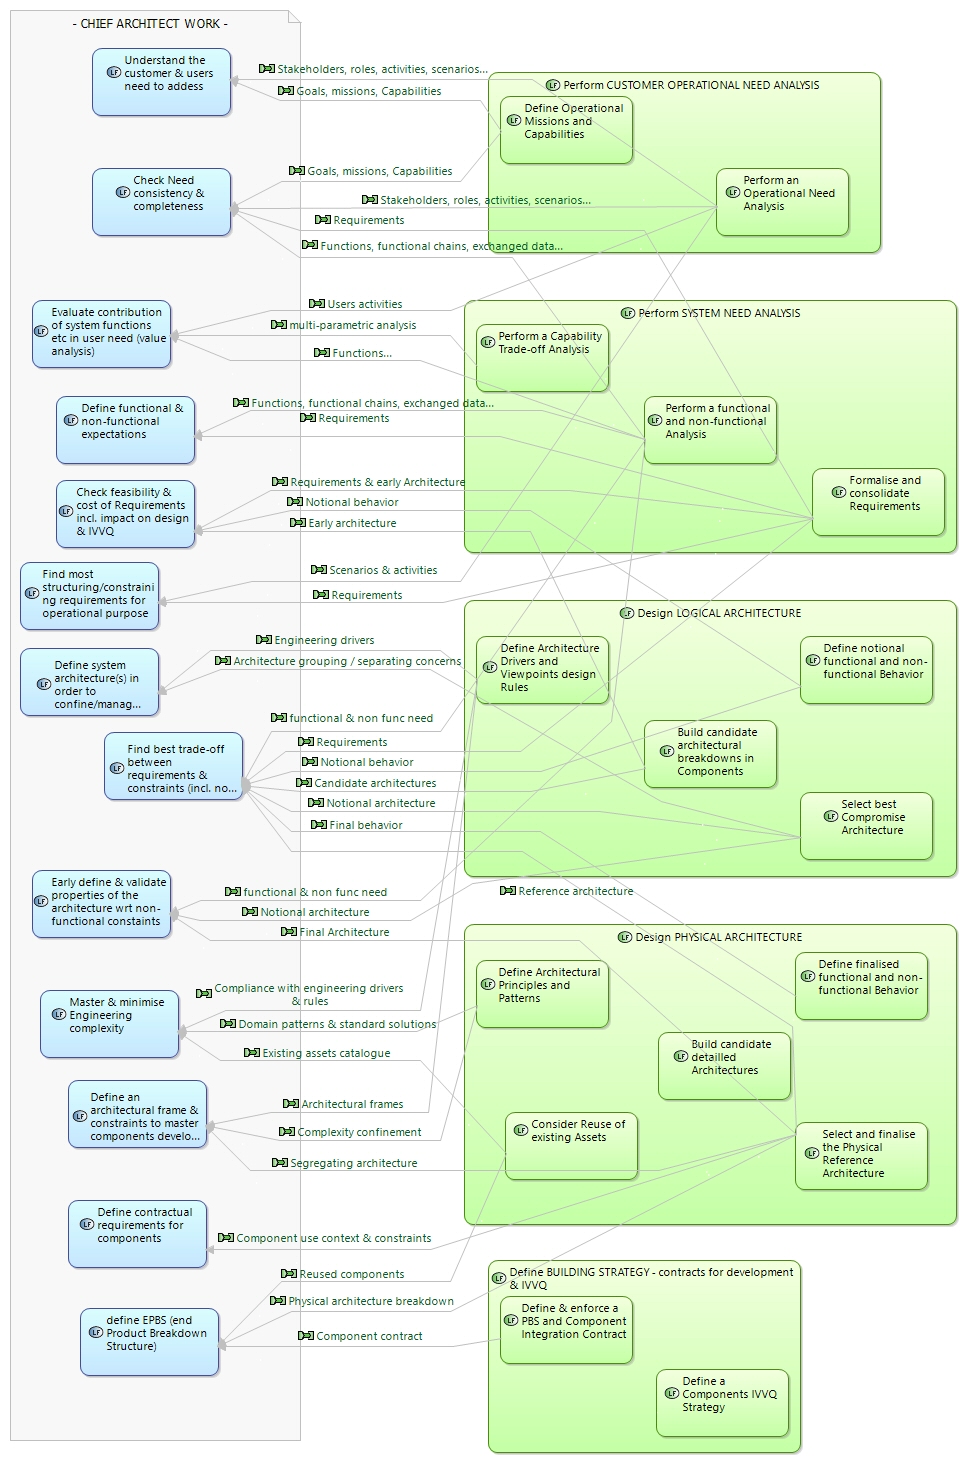 - CHIEF ARCHITECT WORK -
Understand the
customer & users
need to addess
Check Need
consistency &
completeness
Evaluate contribution
of system functions
etc in user need (value
analysis)
Define functional &
non-functional
expectations
Check feasibility &
cost of Requirements
incl. impact on design
& IVVQ
Find most
structuring/constraini
ng requirements for
operational purpose
Define system
architecture(s) in
order to
confine/manag...
Find best trade-off
between
requirements &
constraints (incl. no...
Early define & validate
properties of the
architecture wrt non-
functional constaints
Master & minimise
Engineering
complexity
Define an
architectural frame &
constraints to master
components develo...
Define contractual
requirements for
components
define EPBS (end
Product Breakdown
Structure)
Stakeholders, roles, activities, scenarios...
Goals, missions, Capabilities
Goals, missions, Capabilities
Stakeholders, roles, activities, scenarios...
Requirements
Functions, functional chains, exchanged data...
Users activities
multi-parametric analysis
Functions...
Functions, functional chains, exchanged data...
Requirements
Requirements & early Architecture
Notional behavior
Early architecture
Scenarios & activities
Requirements
Engineering drivers
Architecture grouping / separating concerns
functional & non func need
Requirements
Notional behavior
Candidate architectures
Notional architecture
Final behavior
Reference architecture
functional & non func need
Notional architecture
Final Architecture
Compliance with engineering drivers
& rules
Domain patterns & standard solutions
Existing assets catalogue
Architectural frames
Complexity confinement
Segregating architecture
Component use context & constraints
Reused components
Physical architecture breakdown
Component contract
Perform CUSTOMER OPERATIONAL NEED ANALYSIS
Define Operational
Missions and
Capabilities
Perform an
Operational Need
Analysis
Perform SYSTEM NEED ANALYSIS
Perform a Capability
Trade-off Analysis
Perform a functional
and non-functional
Analysis
Formalise and
consolidate
Requirements
Design LOGICAL ARCHITECTURE
Define Architecture
Drivers and
Viewpoints design
Rules
Define notional
functional and non-
functional Behavior
Build candidate
architectural
breakdowns in
Components
Select best
Compromise
Architecture
Design PHYSICAL ARCHITECTURE
Define Architectural
Principles and
Patterns
Define finalised
functional and non-
functional Behavior
Build candidate
detailled
Architectures
Consider Reuse of
existing Assets
Select and finalise
the Physical
Reference
Architecture
Define BUILDING STRATEGY - contracts for development
& IVVQ
Define & enforce a
PBS and Component
Integration Contract
Define a
Components IVVQ
Strategy